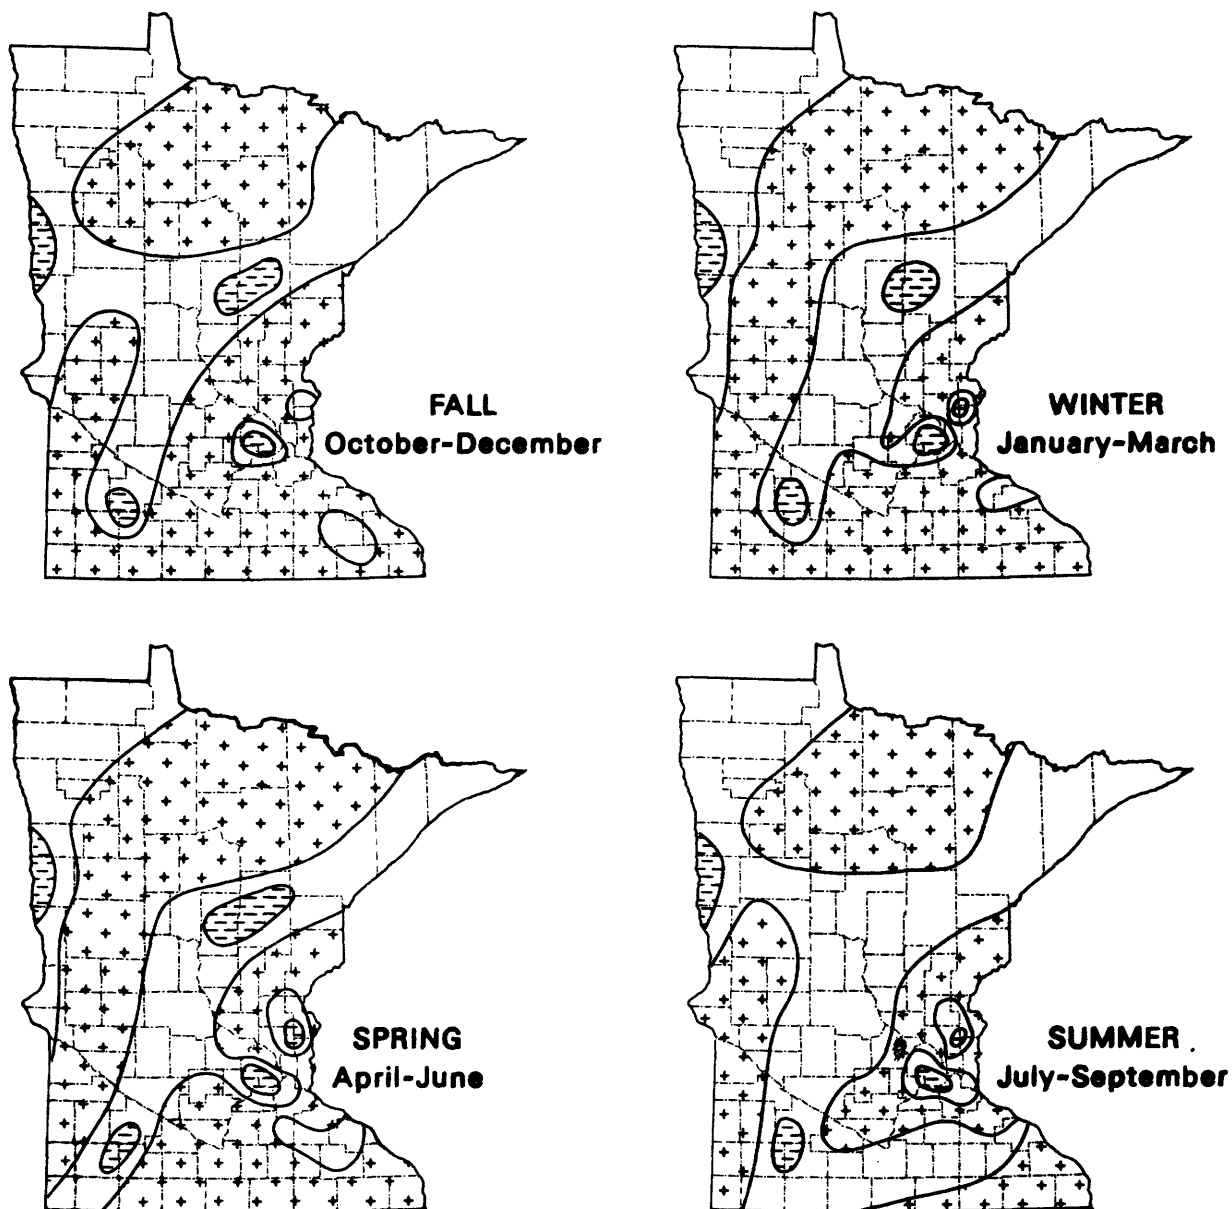 FALL
October-December
WINTER
January-March
SPRING
April-June
SUMMER
July-September